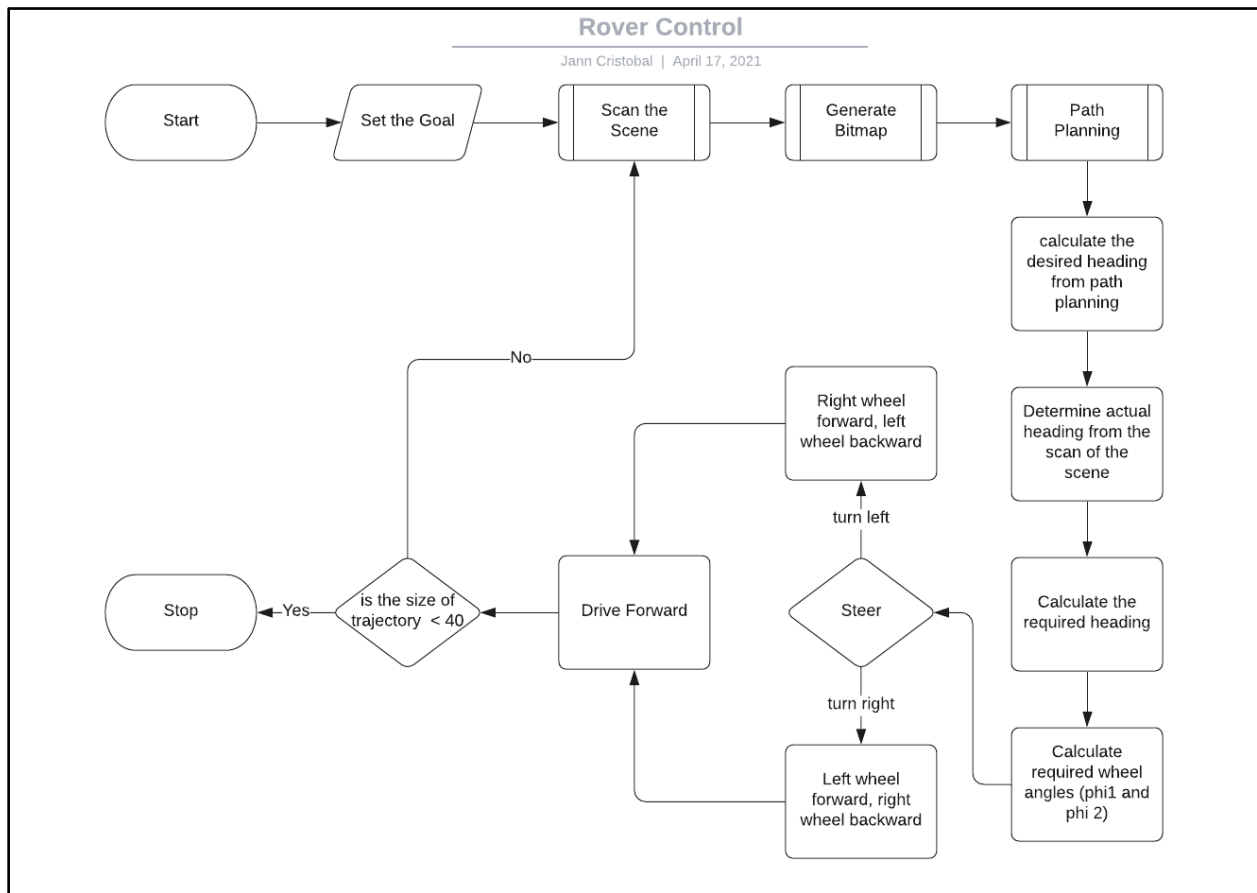 Rover Control
Jann Cristobal | April 17, 2021
Start
Set the Goal
Scan the
Scene
Generate
Bitmap
Path
Planning
calculate the
desired heading
from path
planning
Determine actual
heading from the
scan of the
scene
Calculate the
required heading
Calculate
required wheel
angles (phi1 and
phi 2)
Steer
turn left
Right wheel
forward, left
wheel backward
turn right
Left wheel
forward, right
wheel backward
Drive Forward
is the size of
trajectory < 40
No
Yes
Stop